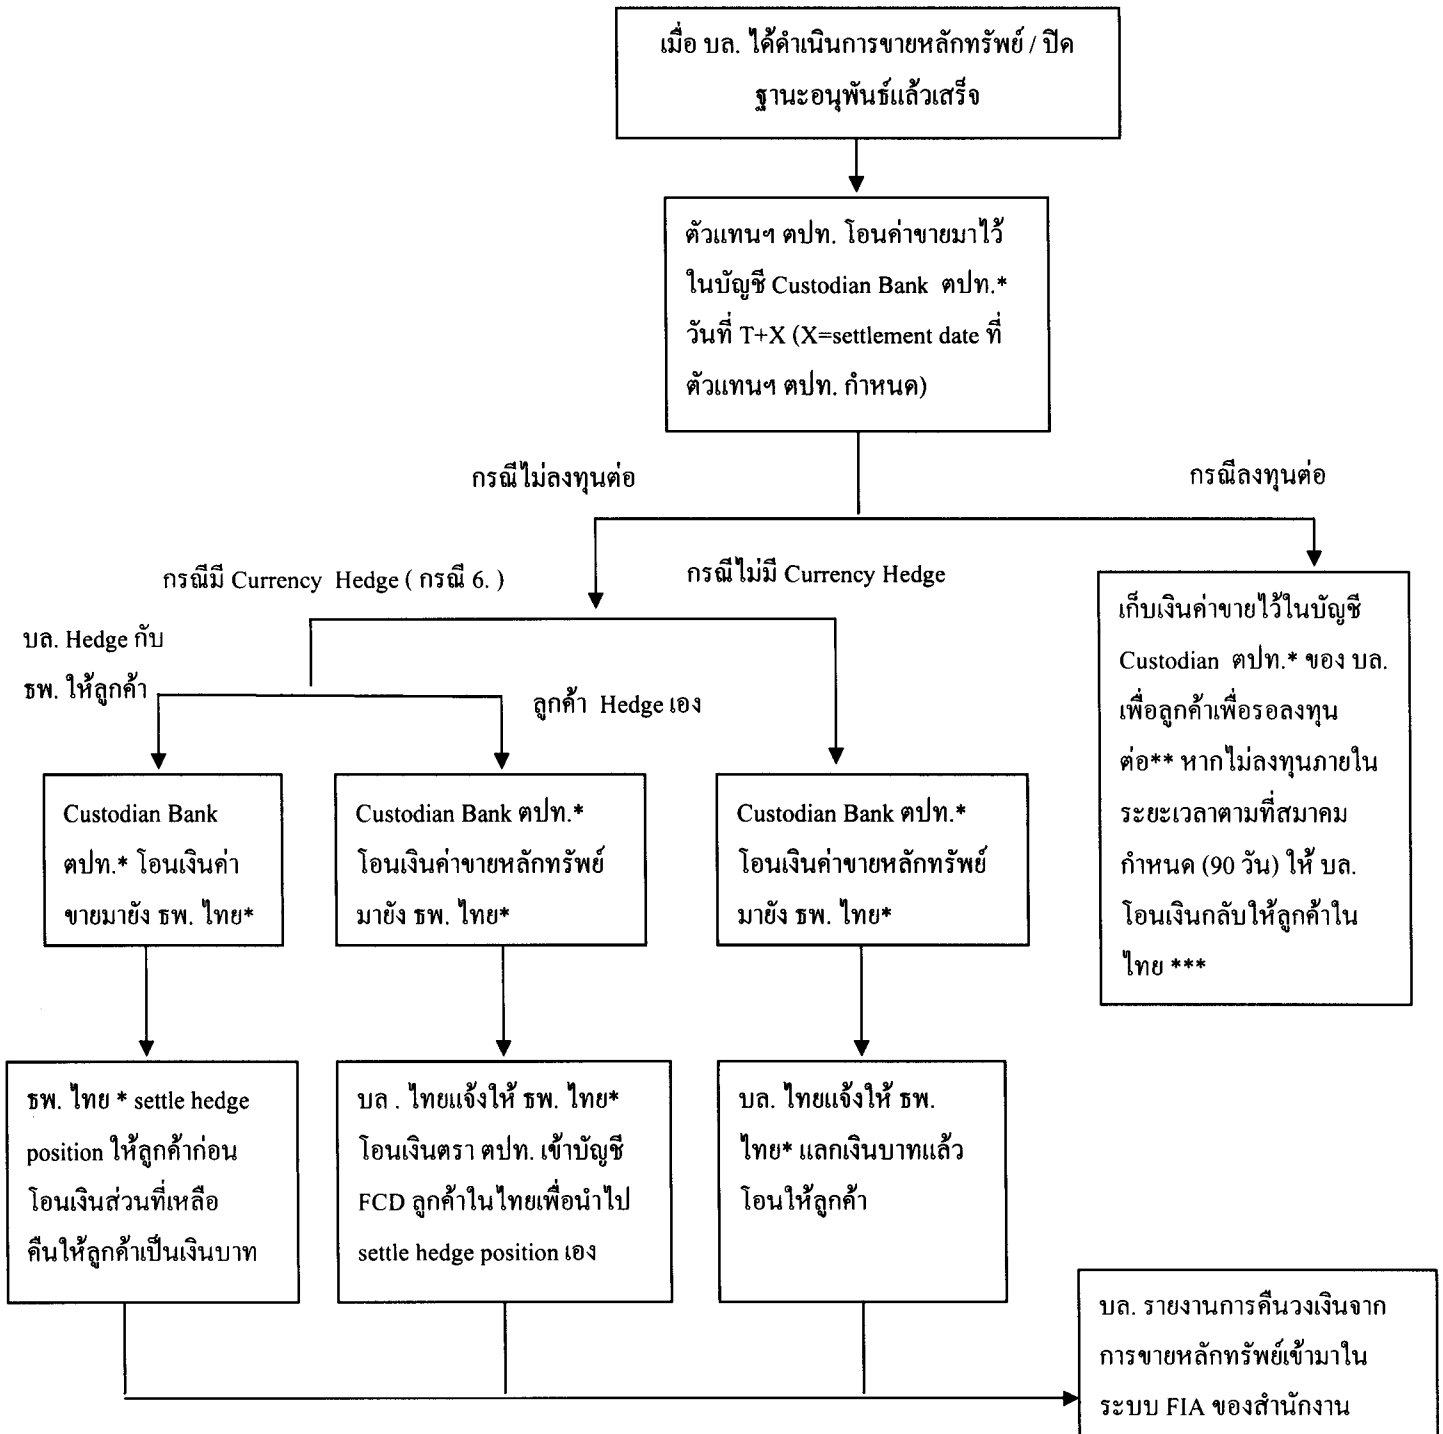 เมื่อ บล. ได้ดำเนินการขายหลักทรัพย์ / ปิด
ฐานะอนุพันธ์แล้วเสร็จ
ตัวแทนฯ ตปท. โอนค่าขายมาไว้
ในบัญชี Custodian Bank ตปท.*
วันที่ T+X (X=settlement date ที่
ตัวแทนฯ ตปท. กำหนด)
กรณีไม่ลงทุนต่อ
กรณีลงทุนต่อ
กรณีมี Currency Hedge ( กรณี 6. )
กรณีไม่มี Currency Hedge
บล. Hedge กับ
ธพ. ให้ลูกค้า
ลูกค้า Hedge เอง
เก็บเงินค่าขายไว้ในบัญชี
Custodian ตปท.* ของ บล.
เพื่อลูกค้าเพื่อรอลงทุน
ต่อ** หากไม่ลงทุนภายใน
ระยะเวลาตามที่สมาคม
กำหนด (90 วัน) ให้ บล.
โอนเงินกลับให้ลูกค้าใน
ไทย ***
Custodian Bank
ตปท.* โอนเงินค่า
ขายมายัง ธพ. ไทย*
Custodian Bank ตปท.*
โอนเงินค่าขายหลักทรัพย์
มายัง ธพ. ไทย*
Custodian Bank ตปท.*
โอนเงินค่าขายหลักทรัพย์
มายัง ธพ. ไทย*
ธพ. ไทย * settle hedge
position ให้ลูกค้าก่อน
โอนเงินส่วนที่เหลือ
คืนให้ลูกค้าเป็นเงินบาท
บล . ไทยแจ้งให้ ธพ. ไทย*
โอนเงินตรา ตปท. เข้าบัญชี
FCD ลูกค้าในไทยเพื่อนำไป
settle hedge position เอง
บล. ไทยแจ้งให้ ธพ.
ไทย* แลกเงินบาทแล้ว
โอนให้ลูกค้า
บล. รายงานการคืนวงเงินจาก
การขายหลักทรัพย์เข้ามาใน
ระบบ FIA ของสำนักงาน